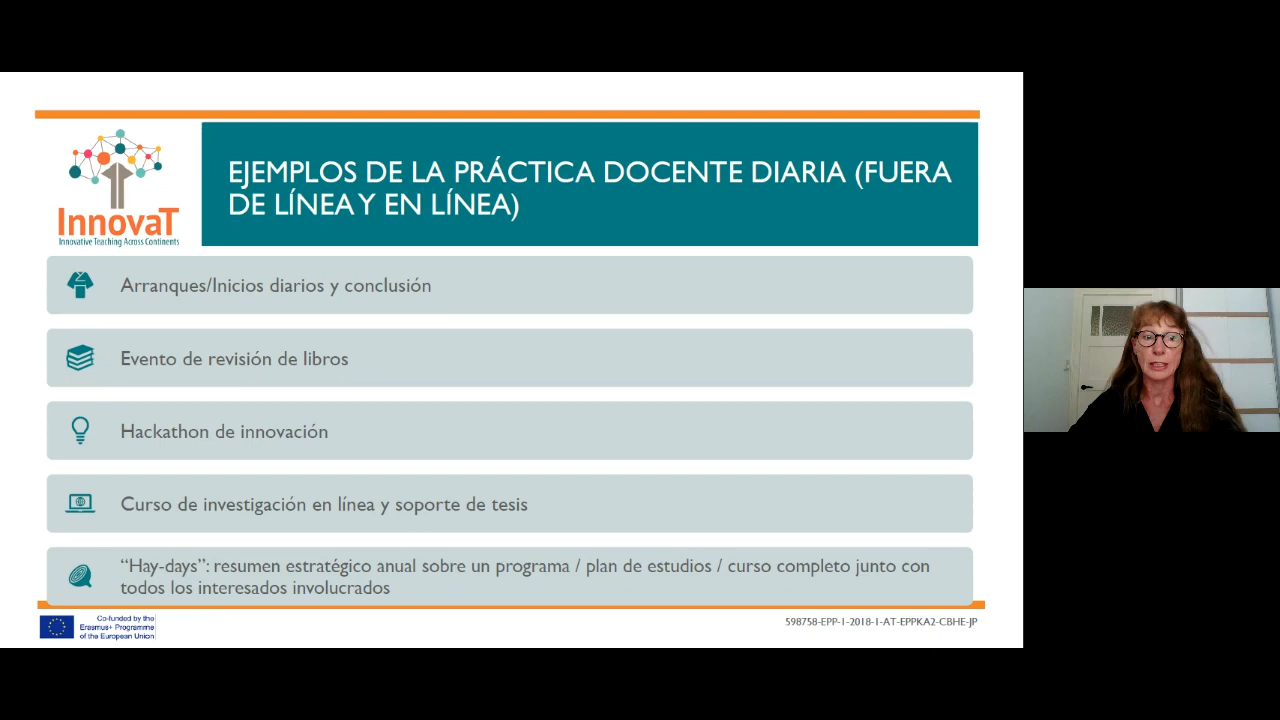 InnovaT
Innovative Teaching Across Continents
EJEMPLOS DE LA PRÁCTICA DOCENTE DIARIA (FUERA
DE LÍNEA Y EN LÍNEA)
Arranques/Inicios diarios y conclusión
Evento de revisión de libros
Hackathon de innovación
Curso de investigación en línea y soporte de tesis
“Hay-days”: resumen estratégico anual sobre un programa / plan de estudios / curso completo junto con
todos los interesados involucrados
Co-funded by the
Erasmus+ Programme
of the European Union
598758-EPP-1-2018-1-AT-EPPKA2-CBHE-JP